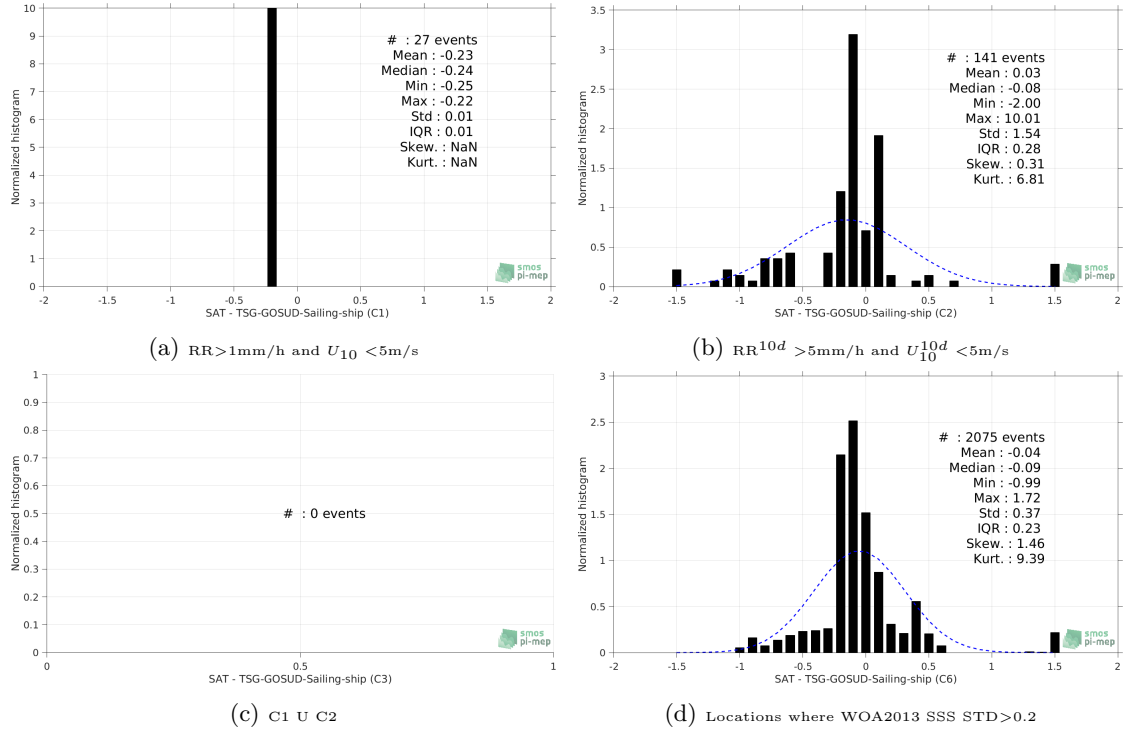 10
9
8
7
6
5
4
3
2
1
0
Normalized histogram
# : 27 events
Mean : -0.23
Median : -0.24
Min : -0.25
Max : -0.22
Std : 0.01
IQR : 0.01
Skew. : NaN
Kurt. : NaN
smos
pi-mep
-2 -1 0 1 2
-2 -1 0 1 2
SAT - TSG-GOSUD-Sailing-ship (C1)
(a) RR>1mm/h and U10 <5m/s
3.5
3
2.5
2
1.5
1
0.5
0
Normalized histogram
# : 141 events
Mean : 0.03
Median : -0.08
Min : -2.00
Max : 10.01
Std : 1.54
IQR : 0.28
Skew. : 0.31
Kurt. : 6.81
smos
pi-mep
-2 -1.5 -1 -0.5 0 0.5 1 1.5 2
SAT - TSG-GOSUD-Sailing-ship (C2)
(b) RR^10d >5mm/h and U_10^10d <5m/s
1
0.9
0.8
0.7
0.6
0.5
0.4
0.3
0.2
0.1
0
Normalized histogram
# : 0 events
smos
pi-mep
0 0.5 1
SAT - TSG-GOSUD-Sailing-ship (C3)
(c) C1 U C2
3
2.5
2
1.5
1
0.5
0
Normalized histogram
# : 2075 events
Mean : -0.04
Median : -0.09
Min : -0.99
Max : 1.72
Std : 0.37
IQR : 0.23
Skew. : 1.46
Kurt. : 9.39
smos
pi-mep
-2 -1.5 -1 -0.5 0 0.5 1 1.5 2
SAT - TSG-GOSUD-Sailing-ship (C6)
(d) Locations where WOA2013 SSS STD>0.2